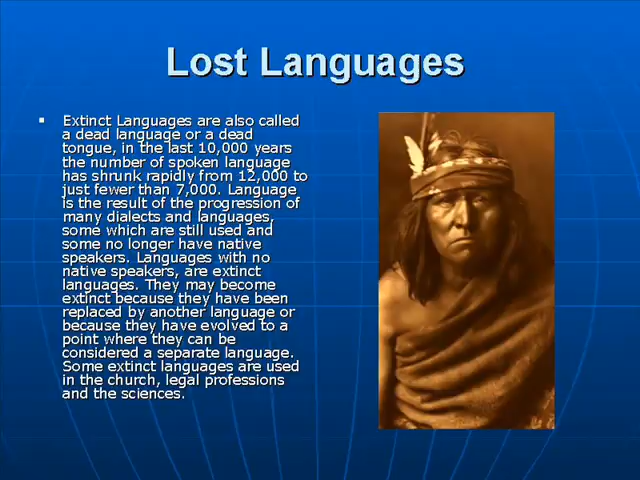 Lost Languages
Extinct Languages are also called
a dead language or a dead
tongue, in the last 10,000 years
the number of spoken language
has shrunk rapidly from 12,000 to
just fewer than 7,000. Language
is the result of the progression of
many dialects and languages,
some which are still used and
some no longer have native
speakers. Languages with no
native speakers, are extinct
languages. They may become
extinct because they have been
replaced by another language or
because they have evolved to a
point where they can be
considered a separate language.
Some extinct languages are used
in the church, legal professions
and the sciences.